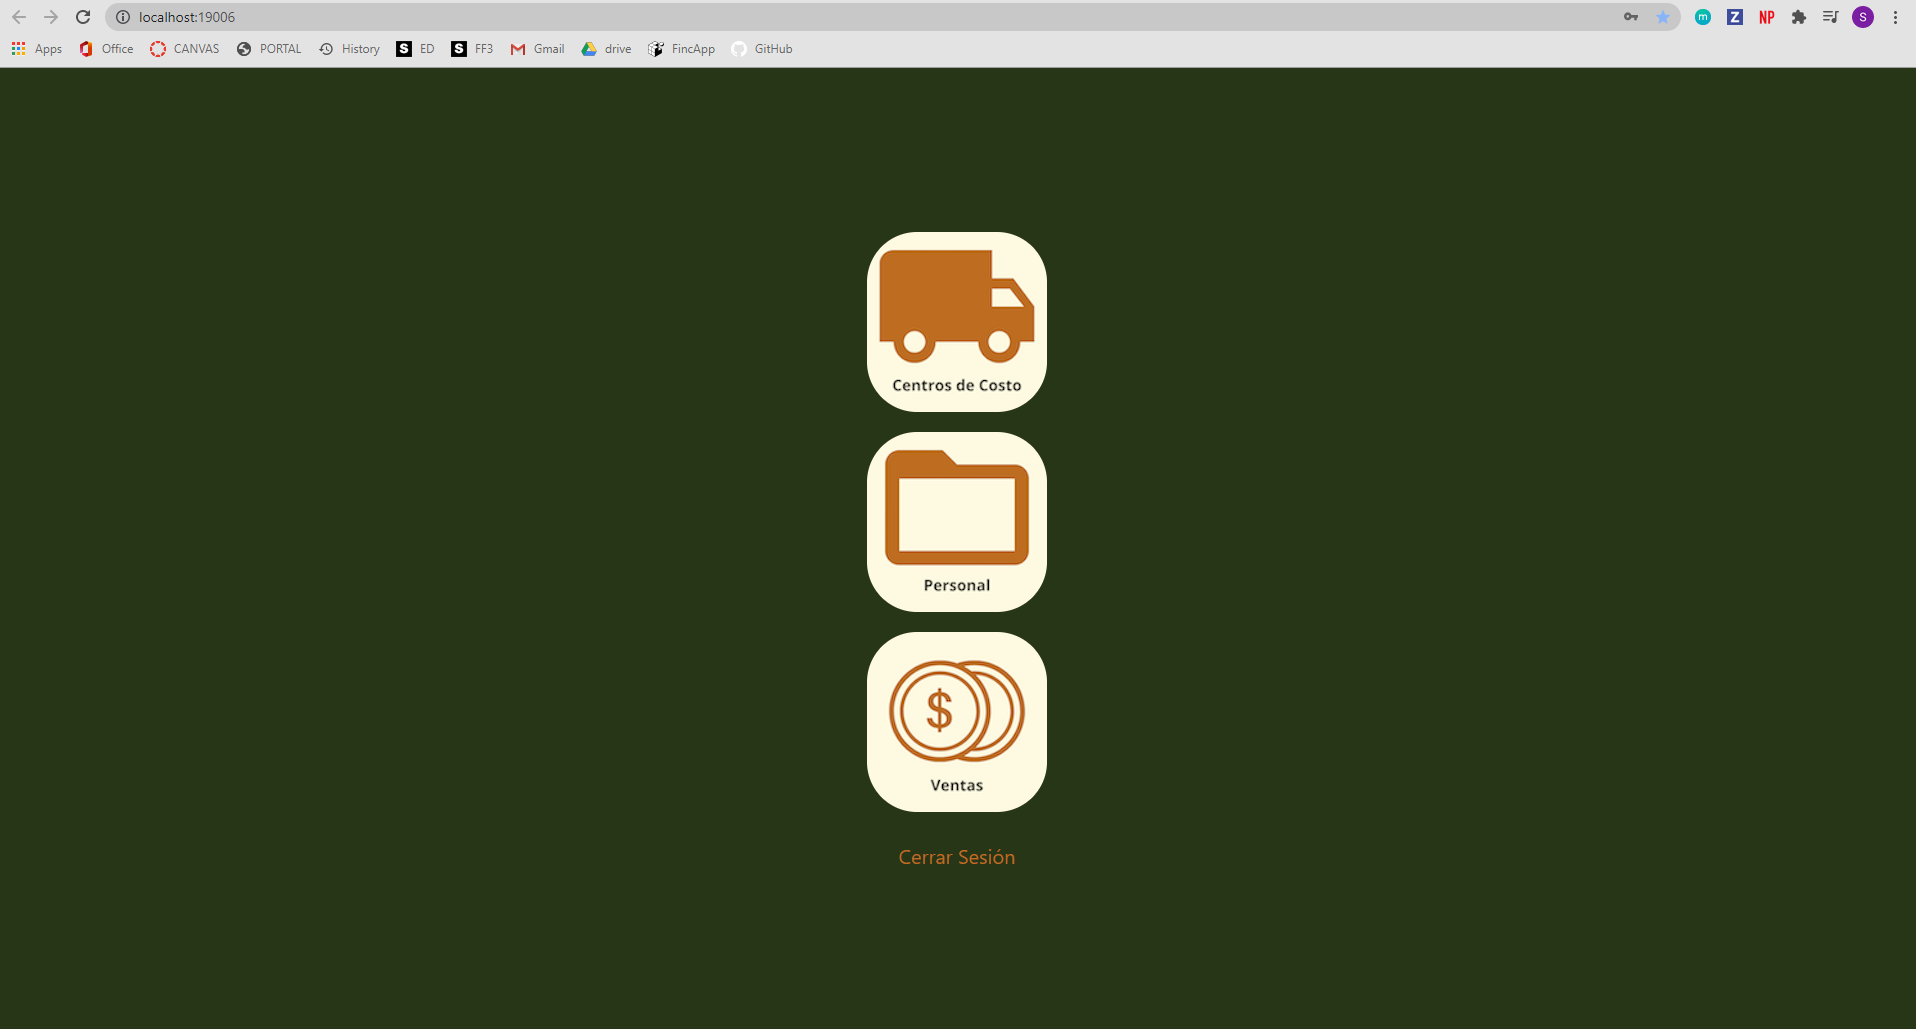 localhost:19006
NP
S
Apps
Office
CANVAS
PORTAL
History
S ED
S FF3
Gmail
drive
FincApp
GitHub
Centros de Costo
Personal
$
Ventas
Cerrar Sesión